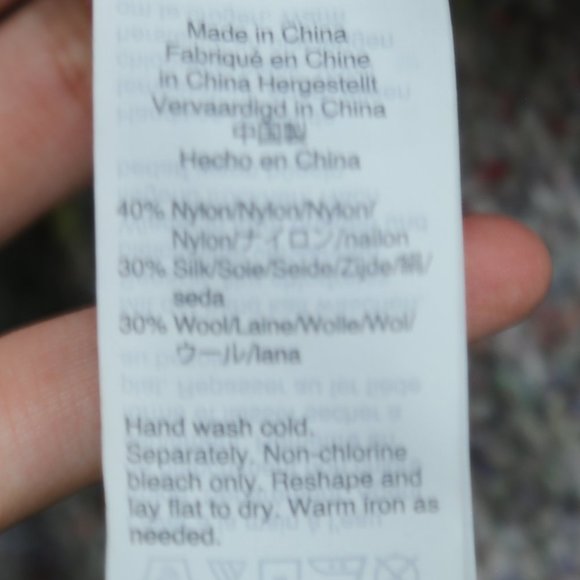 Made in China
Fabriqué en Chine
in China Hergestellt
Vervaardigd in China
中国製
Hecho en China
40% Nylon/Nylon/Nylon/
Nylon/ナイロン/nailon
30% Silk/Soie/Seide/Zijde/絹/
seda
30% Wool/Laine/Wolle/Wol/
ウール/lana
Hand wash cold.
Separately. Non-chlorine
bleach only. Reshape and
lay flat to dry. Warm iron as
needed.